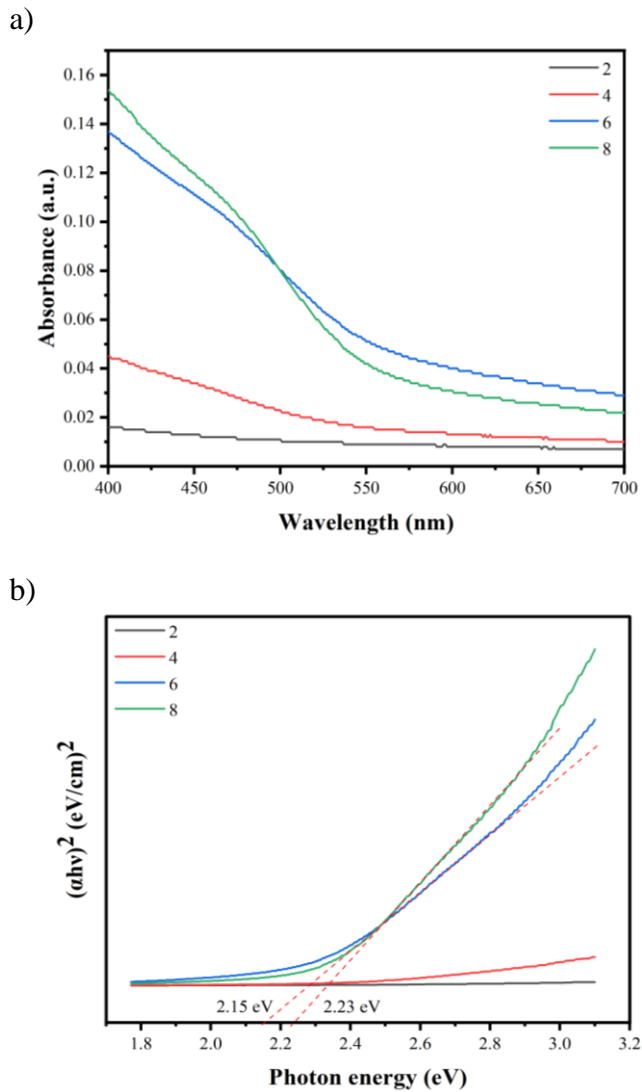 a)
0.16
0.14
0.12
0.10
0.08
0.06
0.04
0.02
0.00
Absorbance (a.u.)
2
4
6
8
400 450 500 550 600 650 700
Wavelength (nm)
b)
2
4
6
8
(αhν)² (eV/cm)²
2.15 eV
2.23 eV
1.8 2.0 2.2 2.4 2.6 2.8 3.0 3.2
Photon energy (eV)